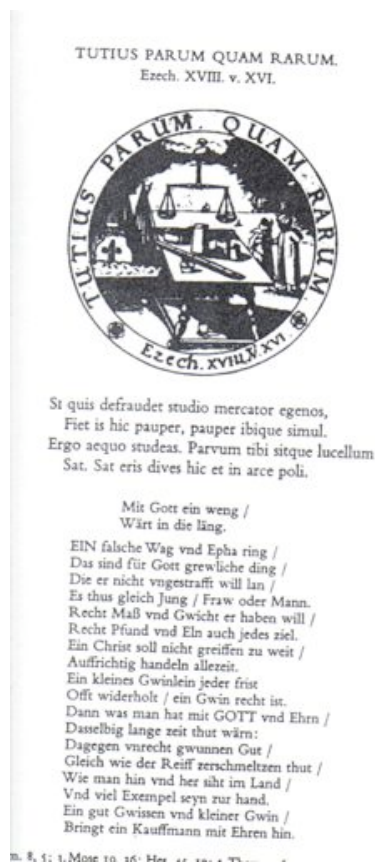 TUTIUS PARUM QUAM RARUM.
Ezech. XVIII. v. XVI.
TUTIUS PARUM. QUAM. RARUM.
Ezech. XVIII. V. XVI.
SI quis defraudet studio mercator egenos,
Fiet is hic pauper, pauper ibique simul.
Ergo aequo studeas. Parvum tibi sitque lucellum
Sat. Sat eris dives hic et in arce poli.
Mit Gott ein weng /
Wärt in die läng.
EIN falsche Wag vnd Epha ring /
Das sind für Gott grewliche ding /
Die er nicht vngestrafft will lan /
Es thus gleich Jung / Fraw oder Mann.
Recht Maß vnd Gwicht er haben will /
Recht Pfund vnd Eln auch jedes ziel.
Ein Christ soll nicht greiffen zu weit /
Auffrichtig handeln allezeit.
Ein kleines Gwinlein jeder frist
Offt widerholt / ein Gwin recht ist.
Dann was man hat mit GOTT vnd Ehrn /
Dasselbig lange zeit thut wärn:
Dagegen vnrecht gwunnen Gut /
Gleich wie der Reiff zerschmeltzen thut /
Wie man hin vnd her siht im Land /
Vnd viel Exempel seyn zur hand.
Ein gut Gwissen vnd kleiner Gwin /
Bringt ein Kauffmann mit Ehren hin.
m. 8, 5; 3. Mose 19, 36; Hes.